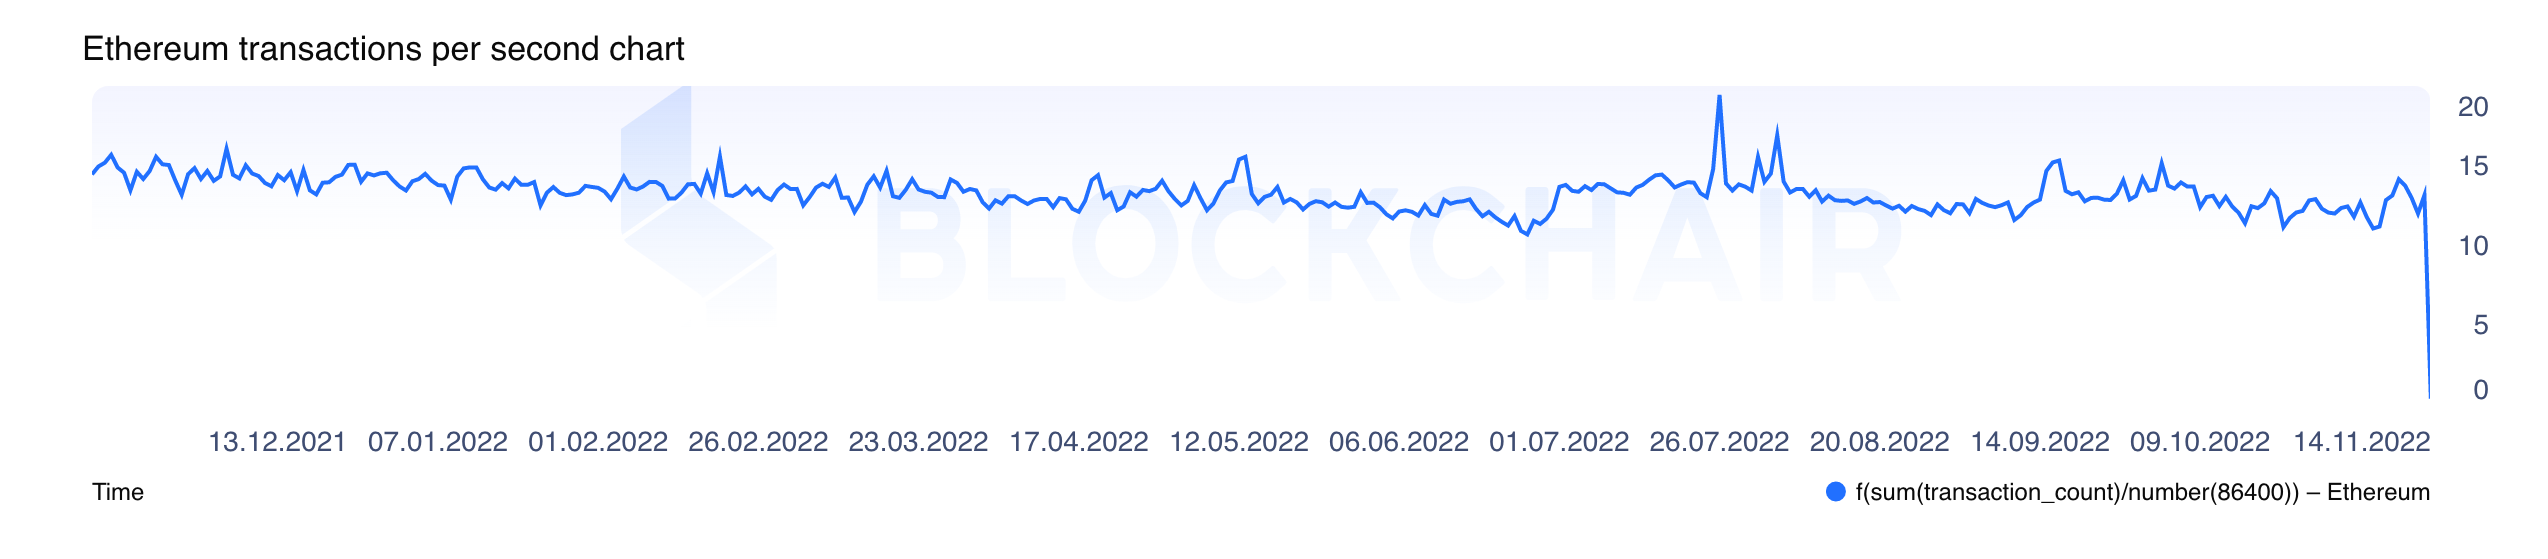 Ethereum transactions per second chart
BLOCKCHAIR
20
15
10
5
0
13.12.2021 07.01.2022 01.02.2022 26.02.2022 23.03.2022 17.04.2022 12.05.2022 06.06.2022 01.07.2022 26.07.2022 20.08.2022 14.09.2022 09.10.2022 14.11.2022
Time
f(sum(transaction_count)/number(86400)) – Ethereum